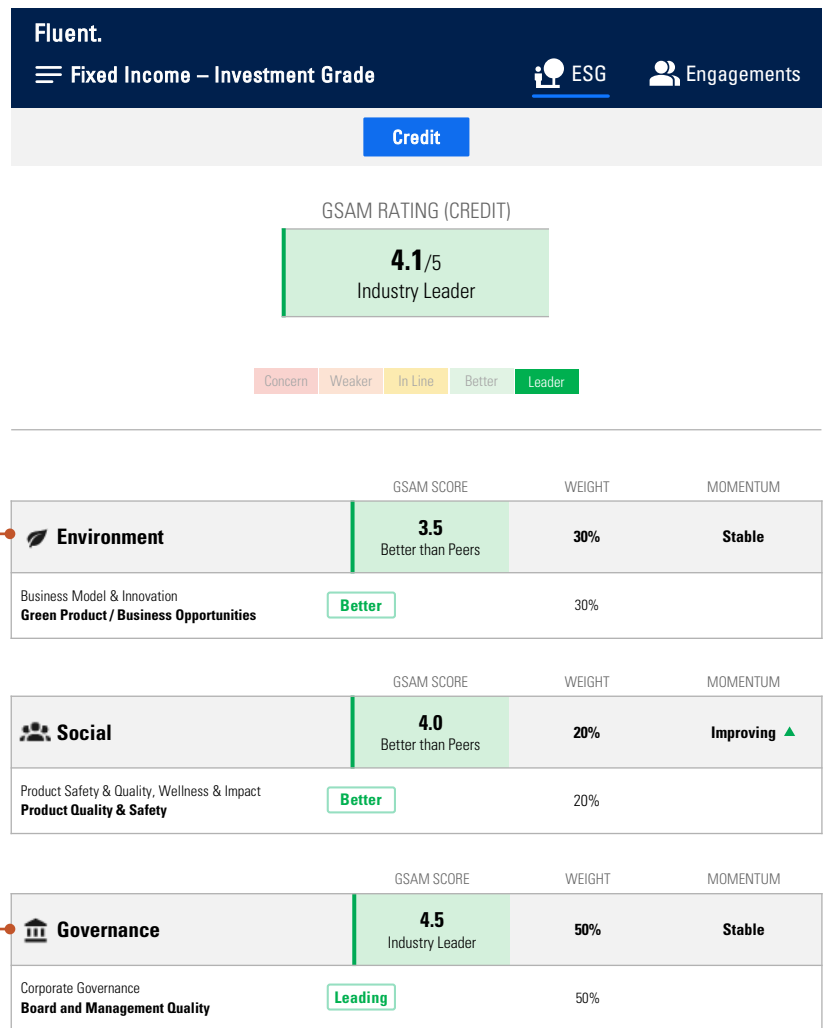 Fluent.
Fixed Income – Investment Grade
ESG
Engagements
Credit
GSAM RATING (CREDIT)
4.1/5
Industry Leader
Concern Weaker In Line Better Leader
GSAM SCORE WEIGHT MOMENTUM
Environment
3.5
Better than Peers
30%
Stable
Business Model & Innovation
Green Product / Business Opportunities
Better
30%
GSAM SCORE WEIGHT MOMENTUM
Social
4.0
Better than Peers
20%
Improving
Product Safety & Quality, Wellness & Impact
Product Quality & Safety
Better
20%
GSAM SCORE WEIGHT MOMENTUM
Governance
4.5
Industry Leader
50%
Stable
Corporate Governance
Board and Management Quality
Leading
50%